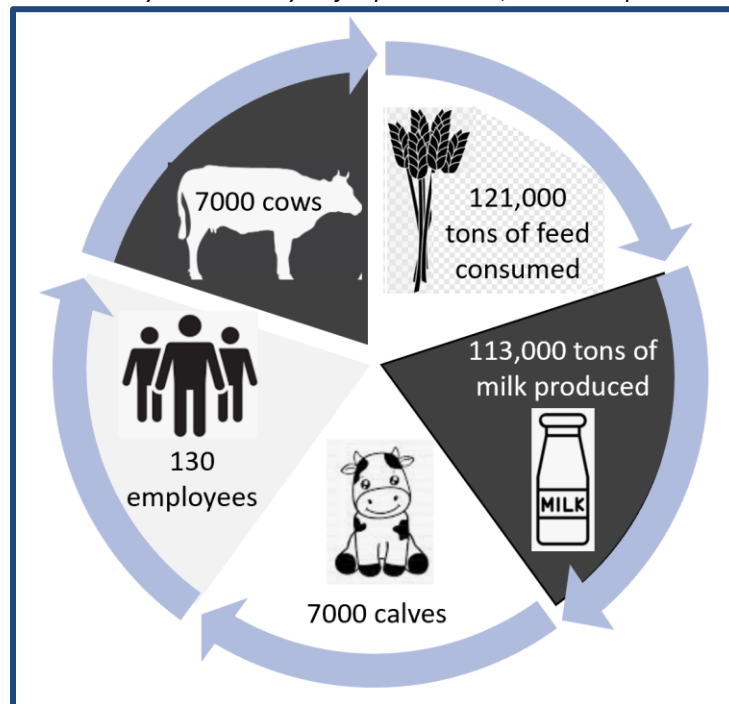 7000 cows
121,000
tons of feed
consumed
113,000 tons of
milk produced
MILK
7000 calves
130
employees